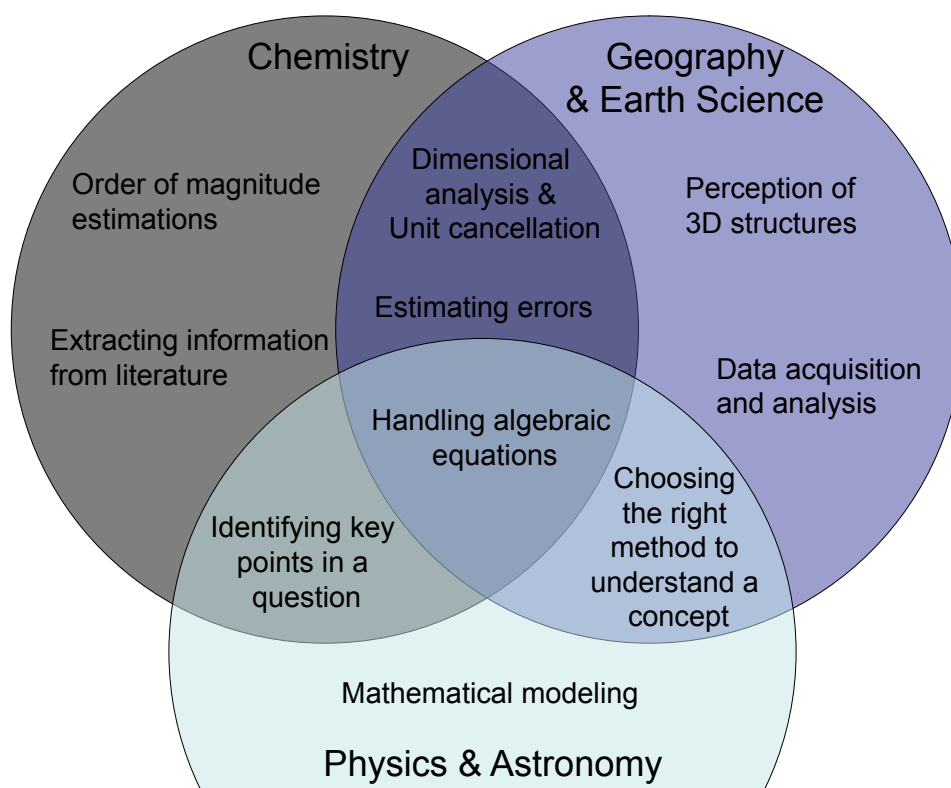 Chemistry
Geography
& Earth Science
Order of magnitude
estimations
Dimensional
analysis &
Unit cancellation
Perception of
3D structures
Estimating errors
Extracting information
from literature
Data acquisition
and analysis
Handling algebraic
equations
Choosing
the right
method to
understand a
concept
Identifying key
points in a
question
Mathematical modeling
Physics & Astronomy